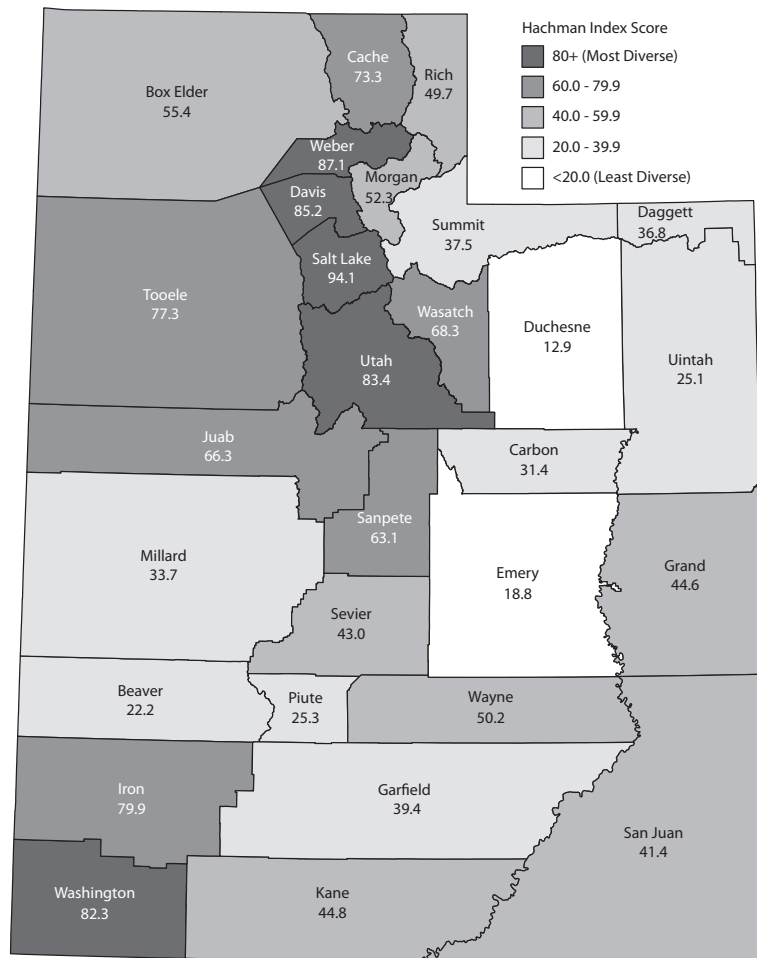 Hachman Index Score
80+ (Most Diverse)
60.0 - 79.9
40.0 - 59.9
20.0 - 39.9
<20.0 (Least Diverse)
Cache
73.3
Rich
49.7
Box Elder
55.4
Weber
87.1
Morgan
52.3
Davis
85.2
Summit
37.5
Daggett
36.8
Salt Lake
94.1
Tooele
77.3
Wasatch
68.3
Duchesne
12.9
Uintah
25.1
Utah
83.4
Juab
66.3
Carbon
31.4
Sanpete
63.1
Millard
33.7
Emery
18.8
Grand
44.6
Sevier
43.0
Beaver
22.2
Piute
25.3
Wayne
50.2
Iron
79.9
Garfield
39.4
San Juan
41.4
Washington
82.3
Kane
44.8